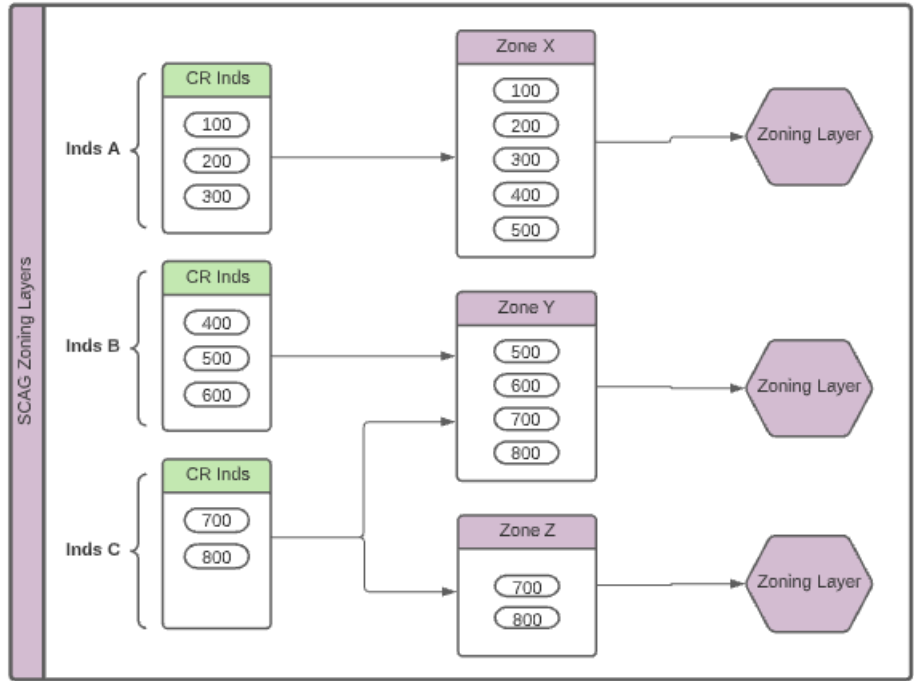 SCAG Zoning Layers
Inds A
CR Inds
100
200
300
Zone X
100
200
300
400
500
Zoning Layer
Inds B
CR Inds
400
500
600
Zone Y
500
600
700
800
Zoning Layer
Inds C
CR Inds
700
800
Zone Z
700
800
Zoning Layer